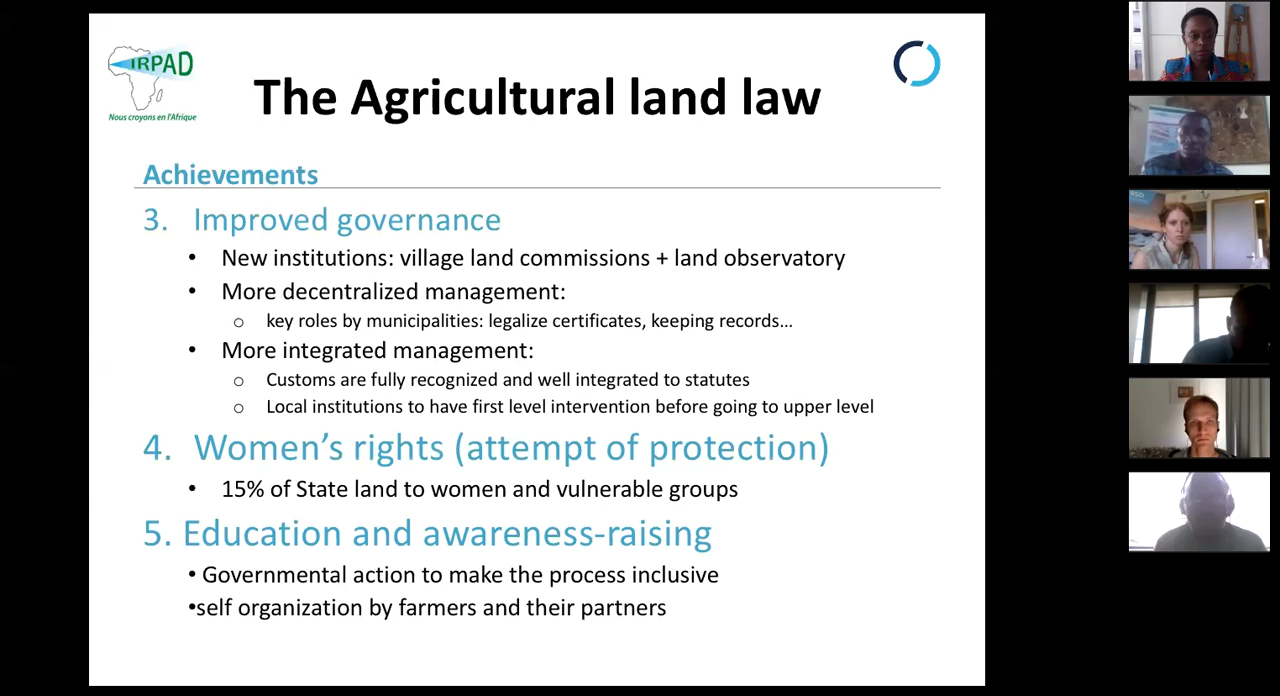 IRPAD
Nous croyons en l'Afrique
The Agricultural land law
Achievements
3. Improved governance
• New institutions: village land commissions + land observatory
• More decentralized management:
o key roles by municipalities: legalize certificates, keeping records…
• More integrated management:
o Customs are fully recognized and well integrated to statutes
o Local institutions to have first level intervention before going to upper level
4. Women's rights (attempt of protection)
• 15% of State land to women and vulnerable groups
5. Education and awareness-raising
• Governmental action to make the process inclusive
•self organization by farmers and their partners